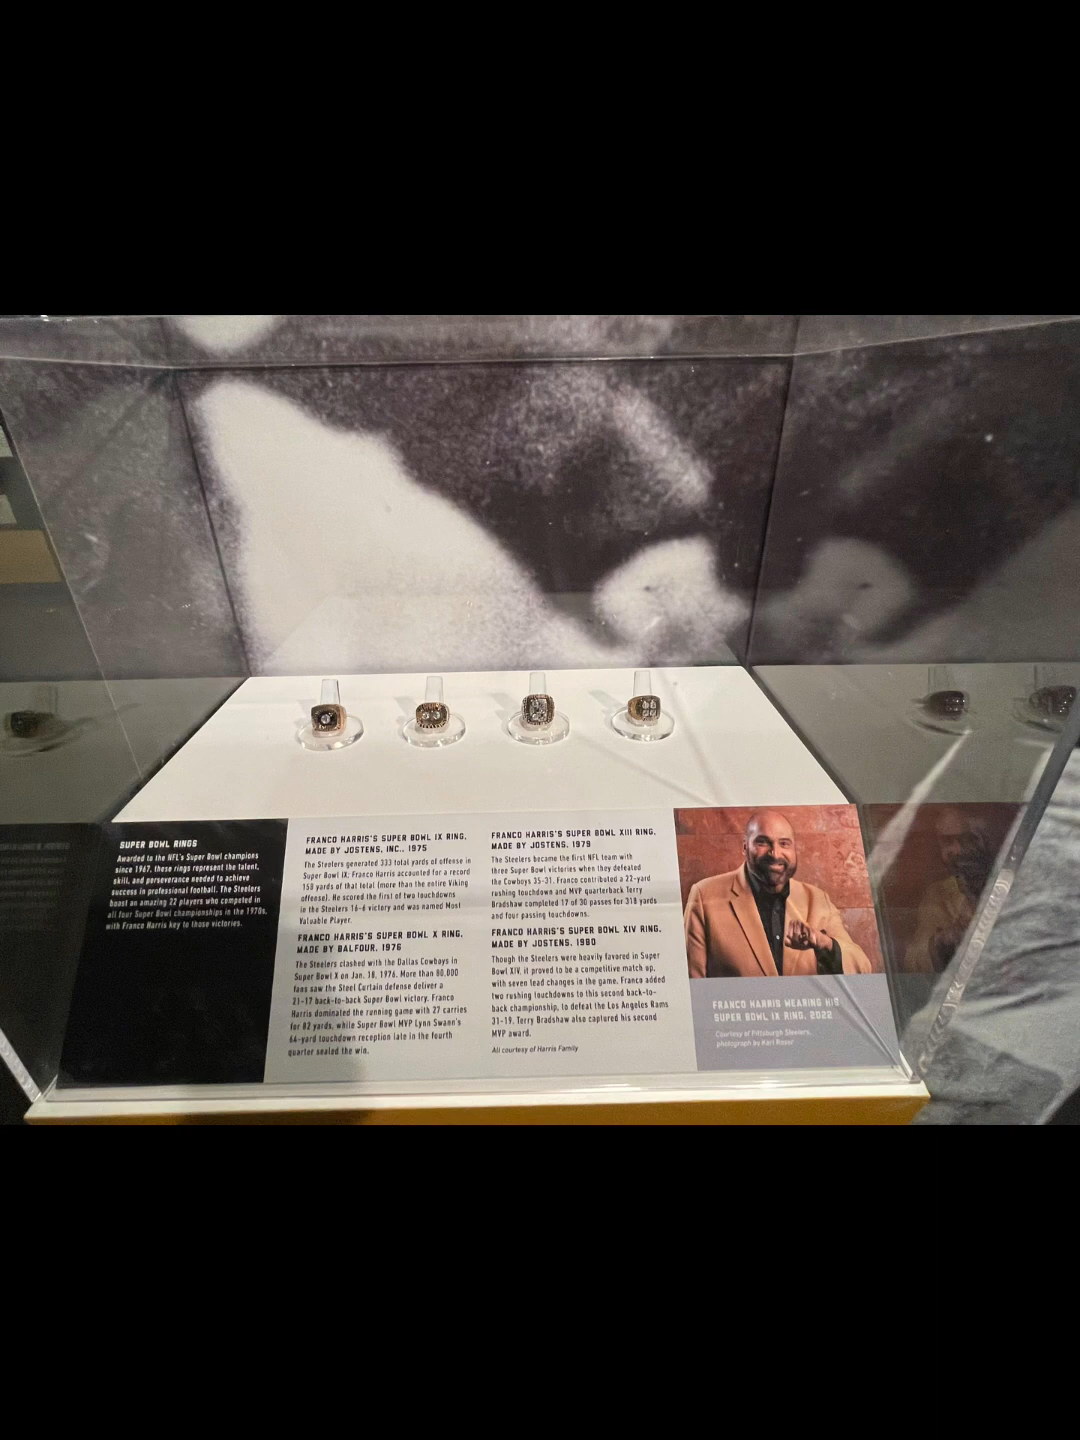 SUPER BOWL RINGS
Awarded to the NFL's Super Bowl champions
since 1967, these rings represent the talent,
skill, and perseverance needed to achieve
success in professional football. The Steelers
boast an amazing 22 players who competed in
all four Super Bowl championships in the 1970s,
with Franco Harris key to those victories.
FRANCO HARRIS'S SUPER BOWL IX RING,
MADE BY JOSTENS, INC., 1975
The Steelers generated 333 total yards of offense in
Super Bowl IX; Franco Harris accounted for a record
158 yards of that total (more than the entire Viking
offense). He scored the first of two touchdowns
in the Steelers 16-6 victory and was named Most
Valuable Player.
FRANCO HARRIS'S SUPER BOWL X RING,
MADE BY BALFOUR, 1976
The Steelers clashed with the Dallas Cowboys in
Super Bowl X on Jan. 18, 1976. More than 80,000
fans saw the Steel Curtain defense deliver a
21-17 back-to-back Super Bowl victory. Franco
Harris dominated the running game with 27 carries
for 82 yards, while Super Bowl MVP Lynn Swann's
64-yard touchdown reception late in the fourth
quarter sealed the win.
FRANCO HARRIS'S SUPER BOWL XIII RING,
MADE BY JOSTENS, 1979
The Steelers became the first NFL team with
three Super Bowl victories when they defeated
the Cowboys 35-31. Franco contributed a 22-yard
rushing touchdown and MVP quarterback Terry
Bradshaw completed 17 of 30 passes for 318 yards
and four passing touchdowns.
FRANCO HARRIS'S SUPER BOWL XIV RING,
MADE BY JOSTENS, 1980
Though the Steelers were heavily favored in Super
Bowl XIV, it proved to be a competitive match up,
with seven lead changes in the game. Franco added
two rushing touchdowns to this second back-to-
back championship, to defeat the Los Angeles Rams
31-19. Terry Bradshaw also captured his second
MVP award.
All courtesy of Harris Family
FRANCO HARRIS WEARING HIS
SUPER BOWL IX RING, 2022
Courtesy of Pittsburgh Steelers,
photograph by Karl Roser